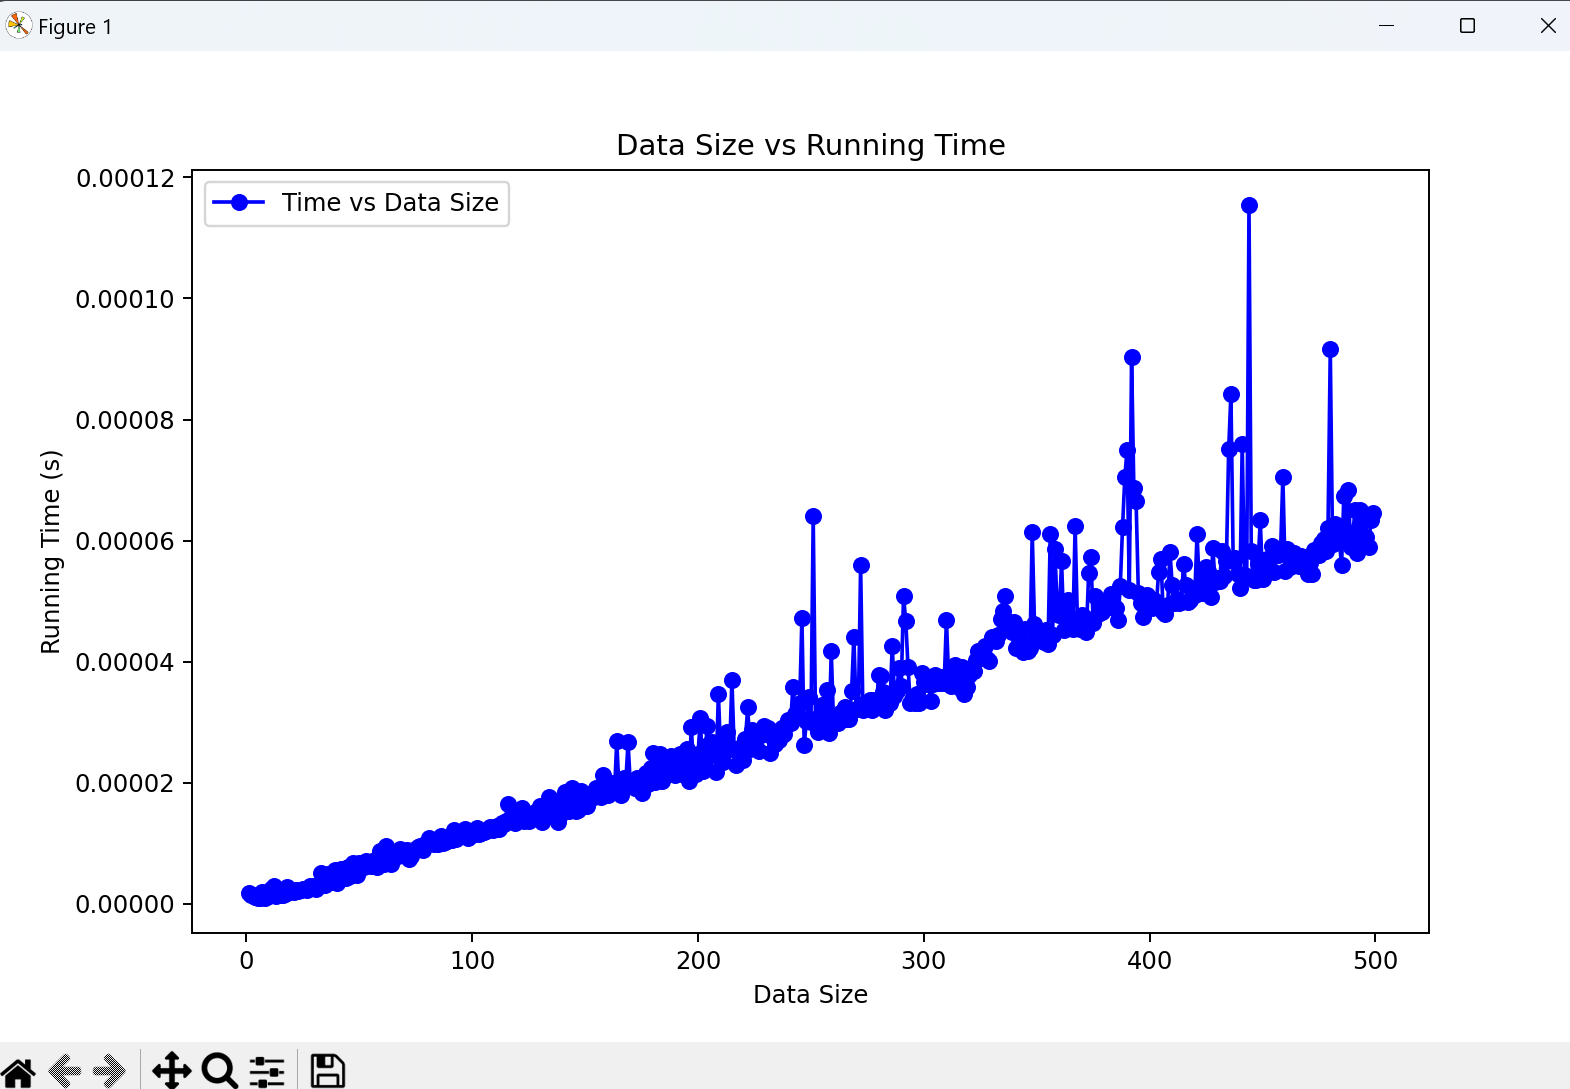 Figure 1
Data Size vs Running Time
Time vs Data Size
0.00012
0.00010
0.00008
0.00006
0.00004
0.00002
0.00000
Running Time (s)
0 100 200 300 400 500
Data Size